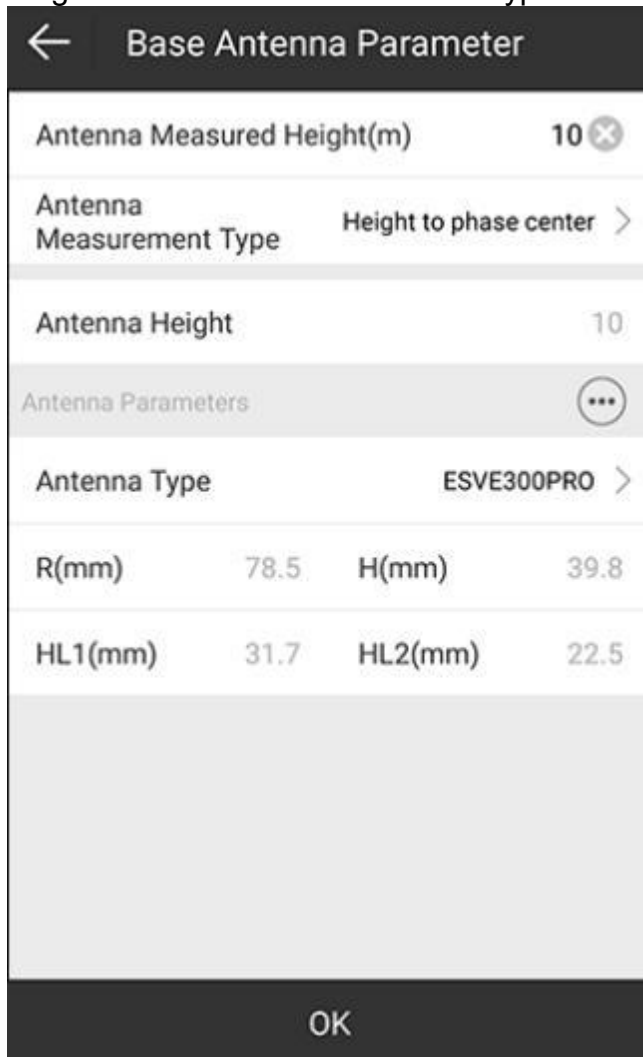 Base Antenna Parameter
Antenna Measured Height(m) 10
Antenna
Measurement Type Height to phase center
Antenna Height 10
Antenna Parameters
Antenna Type ESVE300PRO
R(mm) 78.5 H(mm) 39.8
HL1(mm) 31.7 HL2(mm) 22.5
OK